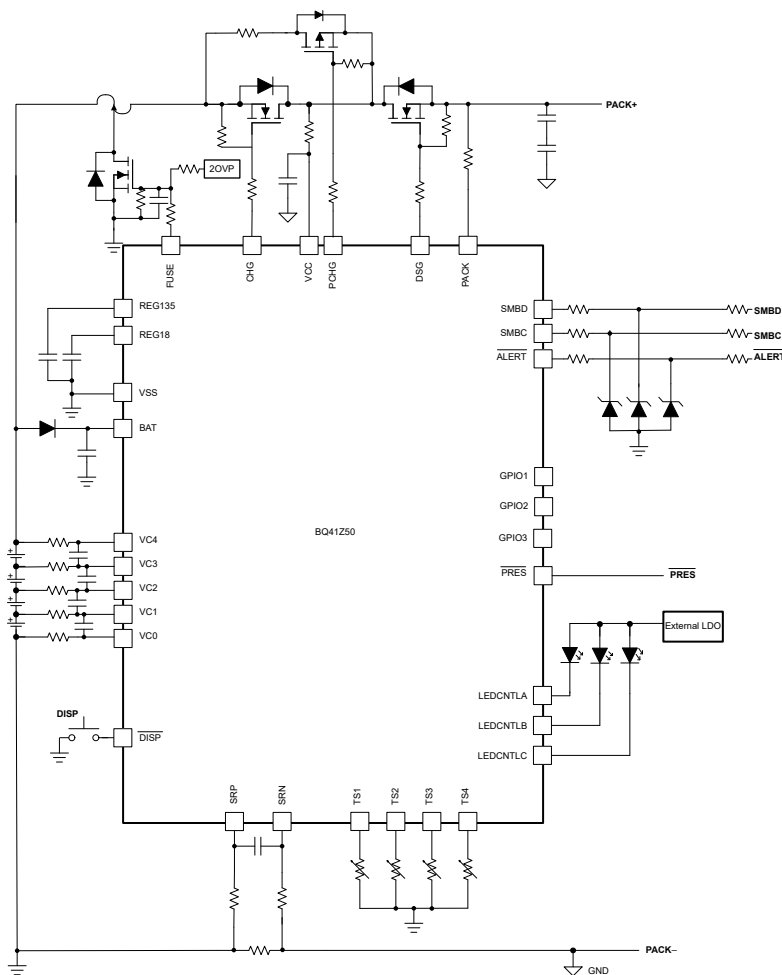 PACK+
2OVP
FUSE
CHG
VCC
PCHG
DSG
PACK
REG135
REG18
VSS
BAT
VC4
VC3
VC2
VC1
VC0
+
+
+
+
DISP
DISP
BQ41Z50
SMBD
SMBC
ALERT
SMBD
SMBC
ALERT
GPIO1
GPIO2
GPIO3
PRES
PRES
External LDO
LEDCNTLA
LEDCNTLB
LEDCNTLC
SRP
SRN
TS1
TS2
TS3
TS4
PACK–
GND